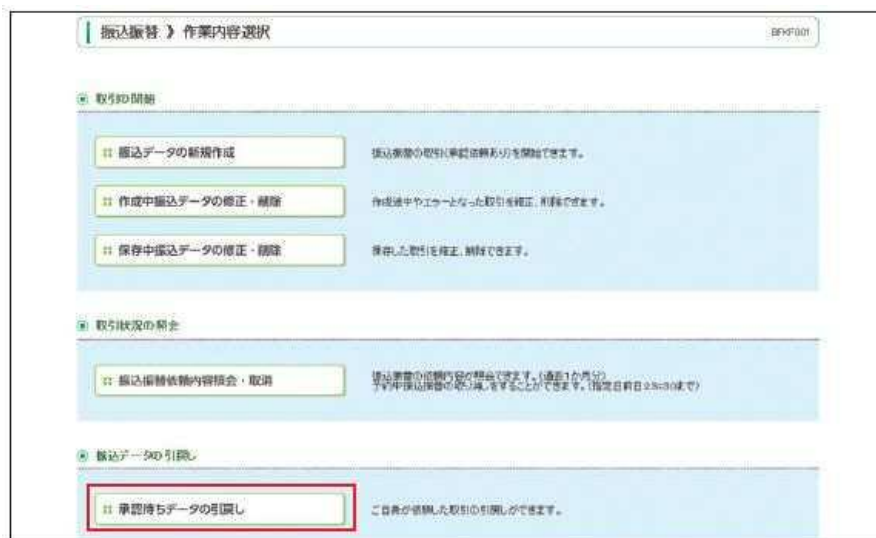 振込振替 》 作業内容選択
BFKF001
取引の開始
振込データの新規作成
振込振替の取引(承認依頼あり)を開始できます。
作成中振込データの修正・削除
作成途中やエラーとなった取引を修正、削除できます。
保存中振込データの修正・削除
保存した取引を修正、削除できます。
取引状況の照会
振込振替依頼内容照会・取消
振込振替の依頼内容が照会できます。(過去1か月分)
予約中振込振替の取り消しをすることができます。(指定日前日23:30まで)
振込データの引戻し
承認待ちデータの引戻し
ご自身が依頼した取引の引戻しができます。